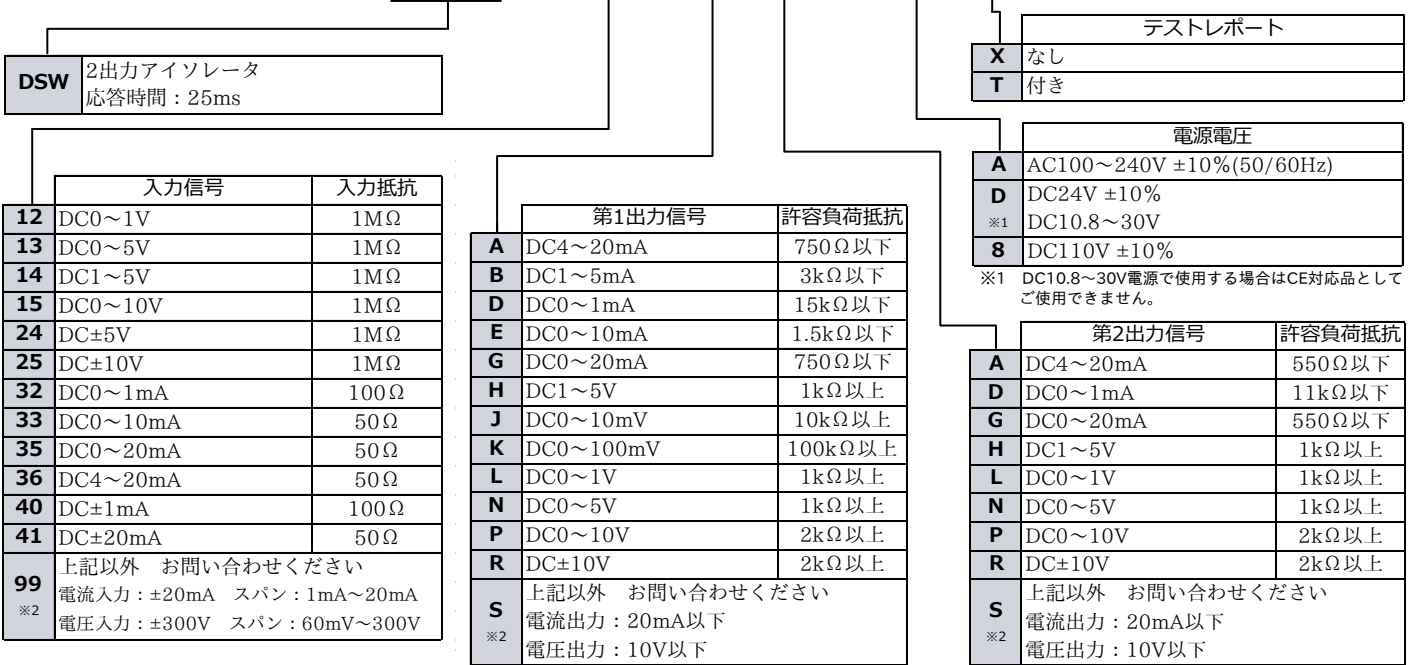 DSW 2出力アイソレータ
応答時間：25ms
入力信号 入力抵抗
12 DC0～1V 1MΩ
13 DC0～5V 1MΩ
14 DC1～5V 1MΩ
15 DC0～10V 1MΩ
24 DC±5V 1MΩ
25 DC±10V 1MΩ
32 DC0～1mA 100Ω
33 DC0～10mA 50Ω
35 DC0～20mA 50Ω
36 DC4～20mA 50Ω
40 DC±1mA 100Ω
41 DC±20mA 50Ω
99 ※2 上記以外　お問い合わせください
電流入力：±20mA　スパン：1mA～20mA
電圧入力：±300V　スパン：60mV～300V
第1出力信号 許容負荷抵抗
A DC4～20mA 750Ω以下
B DC1～5mA 3kΩ以下
D DC0～1mA 15kΩ以下
E DC0～10mA 1.5kΩ以下
G DC0～20mA 750Ω以下
H DC1～5V 1kΩ以上
J DC0～10mV 10kΩ以上
K DC0～100mV 100kΩ以上
L DC0～1V 1kΩ以上
N DC0～5V 1kΩ以上
P DC0～10V 2kΩ以上
R DC±10V 2kΩ以上
S ※2 上記以外　お問い合わせください
電流出力：20mA以下
電圧出力：10V以下
テストレポート
X なし
T 付き
電源電圧
A AC100～240V ±10%(50/60Hz)
D DC24V ±10%
※1 DC10.8～30V
8 DC110V ±10%
※1　DC10.8～30V電源で使用する場合はCE対応品として
ご使用できません。
第2出力信号 許容負荷抵抗
A DC4～20mA 550Ω以下
D DC0～1mA 11kΩ以下
G DC0～20mA 550Ω以下
H DC1～5V 1kΩ以上
L DC0～1V 1kΩ以上
N DC0～5V 1kΩ以上
P DC0～10V 2kΩ以上
R DC±10V 2kΩ以上
S ※2 上記以外　お問い合わせください
電流出力：20mA以下
電圧出力：10V以下